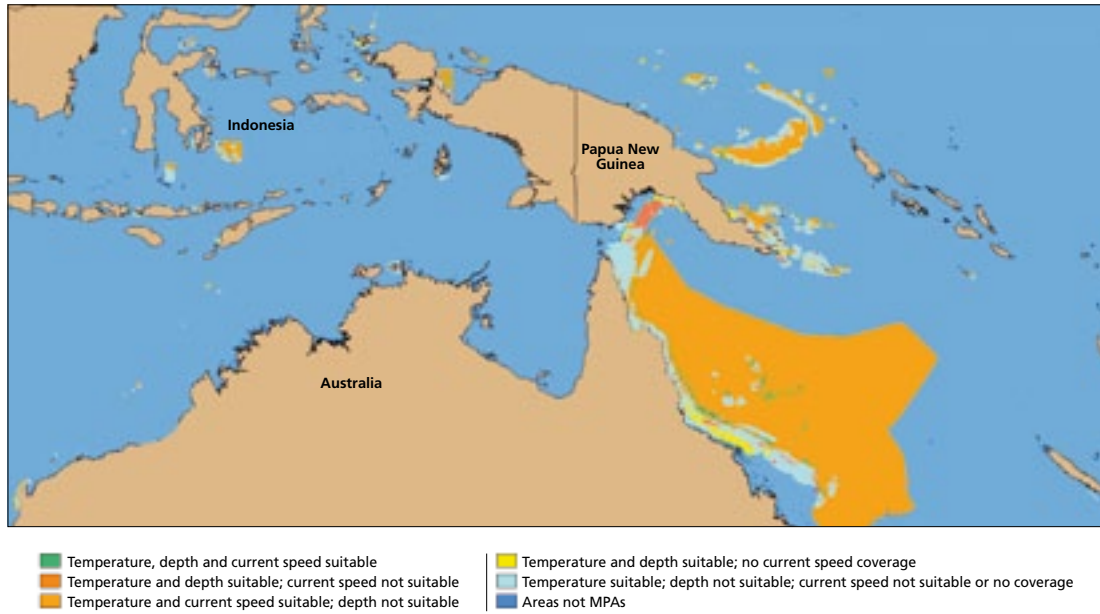 Indonesia
Papua New
Guinea
Australia
Temperature, depth and current speed suitable
Temperature and depth suitable; current speed not suitable
Temperature and current speed suitable; depth not suitable
Temperature and depth suitable; no current speed coverage
Temperature suitable; depth not suitable; current speed not suitable or no coverage
Areas not MPAs